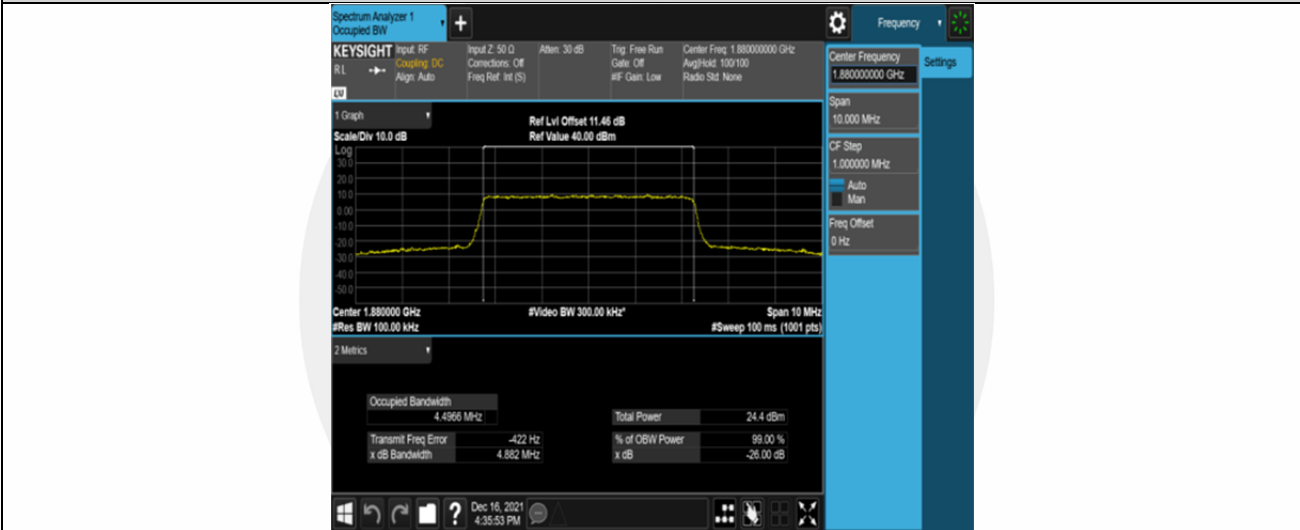 Spectrum Analyzer 1
Occupied BW
+
Frequency
KEYSIGHT
R L
LXI
Input: RF
Coupling: DC
Align: Auto
Input Z: 50 Ω
Corrections: Off
Freq Ref: Int (S)
Atten: 30 dB
Trig: Free Run
Gate: Off
#IF Gain: Low
Center Freq: 1.880000000 GHz
Avg|Hold: 100/100
Radio Std: None
Center Frequency
1.880000000 GHz
Settings
Span
10.000 MHz
CF Step
1.000000 MHz
Auto
Man
Freq Offset
0 Hz
1 Graph
Scale/Div 10.0 dB
Ref Lvl Offset 11.46 dB
Ref Value 40.00 dBm
Log
30.0
20.0
10.0
0.00
-10.0
-20.0
-30.0
-40.0
-50.0
Center 1.880000 GHz
#Video BW 300.00 kHz*
Span 10 MHz
#Res BW 100.00 kHz
#Sweep 100 ms (1001 pts)
2 Metrics
Occupied Bandwidth
4.4966 MHz
Total Power 24.4 dBm
Transmit Freq Error -422 Hz
% of OBW Power 99.00 %
x dB Bandwidth 4.882 MHz
x dB -26.00 dB
?
Dec 16, 2021
4:35:53 PM